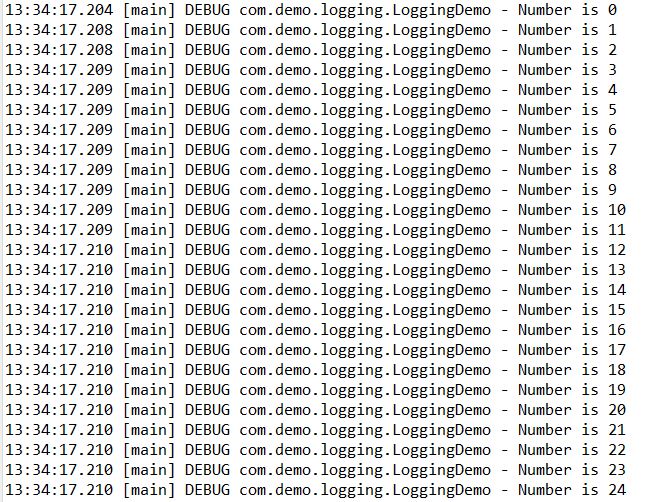 13:34:17.204 [main] DEBUG com.demo.logging.LoggingDemo - Number is 0
13:34:17.208 [main] DEBUG com.demo.logging.LoggingDemo - Number is 1
13:34:17.208 [main] DEBUG com.demo.logging.LoggingDemo - Number is 2
13:34:17.209 [main] DEBUG com.demo.logging.LoggingDemo - Number is 3
13:34:17.209 [main] DEBUG com.demo.logging.LoggingDemo - Number is 4
13:34:17.209 [main] DEBUG com.demo.logging.LoggingDemo - Number is 5
13:34:17.209 [main] DEBUG com.demo.logging.LoggingDemo - Number is 6
13:34:17.209 [main] DEBUG com.demo.logging.LoggingDemo - Number is 7
13:34:17.209 [main] DEBUG com.demo.logging.LoggingDemo - Number is 8
13:34:17.209 [main] DEBUG com.demo.logging.LoggingDemo - Number is 9
13:34:17.209 [main] DEBUG com.demo.logging.LoggingDemo - Number is 10
13:34:17.209 [main] DEBUG com.demo.logging.LoggingDemo - Number is 11
13:34:17.210 [main] DEBUG com.demo.logging.LoggingDemo - Number is 12
13:34:17.210 [main] DEBUG com.demo.logging.LoggingDemo - Number is 13
13:34:17.210 [main] DEBUG com.demo.logging.LoggingDemo - Number is 14
13:34:17.210 [main] DEBUG com.demo.logging.LoggingDemo - Number is 15
13:34:17.210 [main] DEBUG com.demo.logging.LoggingDemo - Number is 16
13:34:17.210 [main] DEBUG com.demo.logging.LoggingDemo - Number is 17
13:34:17.210 [main] DEBUG com.demo.logging.LoggingDemo - Number is 18
13:34:17.210 [main] DEBUG com.demo.logging.LoggingDemo - Number is 19
13:34:17.210 [main] DEBUG com.demo.logging.LoggingDemo - Number is 20
13:34:17.210 [main] DEBUG com.demo.logging.LoggingDemo - Number is 21
13:34:17.210 [main] DEBUG com.demo.logging.LoggingDemo - Number is 22
13:34:17.210 [main] DEBUG com.demo.logging.LoggingDemo - Number is 23
13:34:17.210 [main] DEBUG com.demo.logging.LoggingDemo - Number is 24